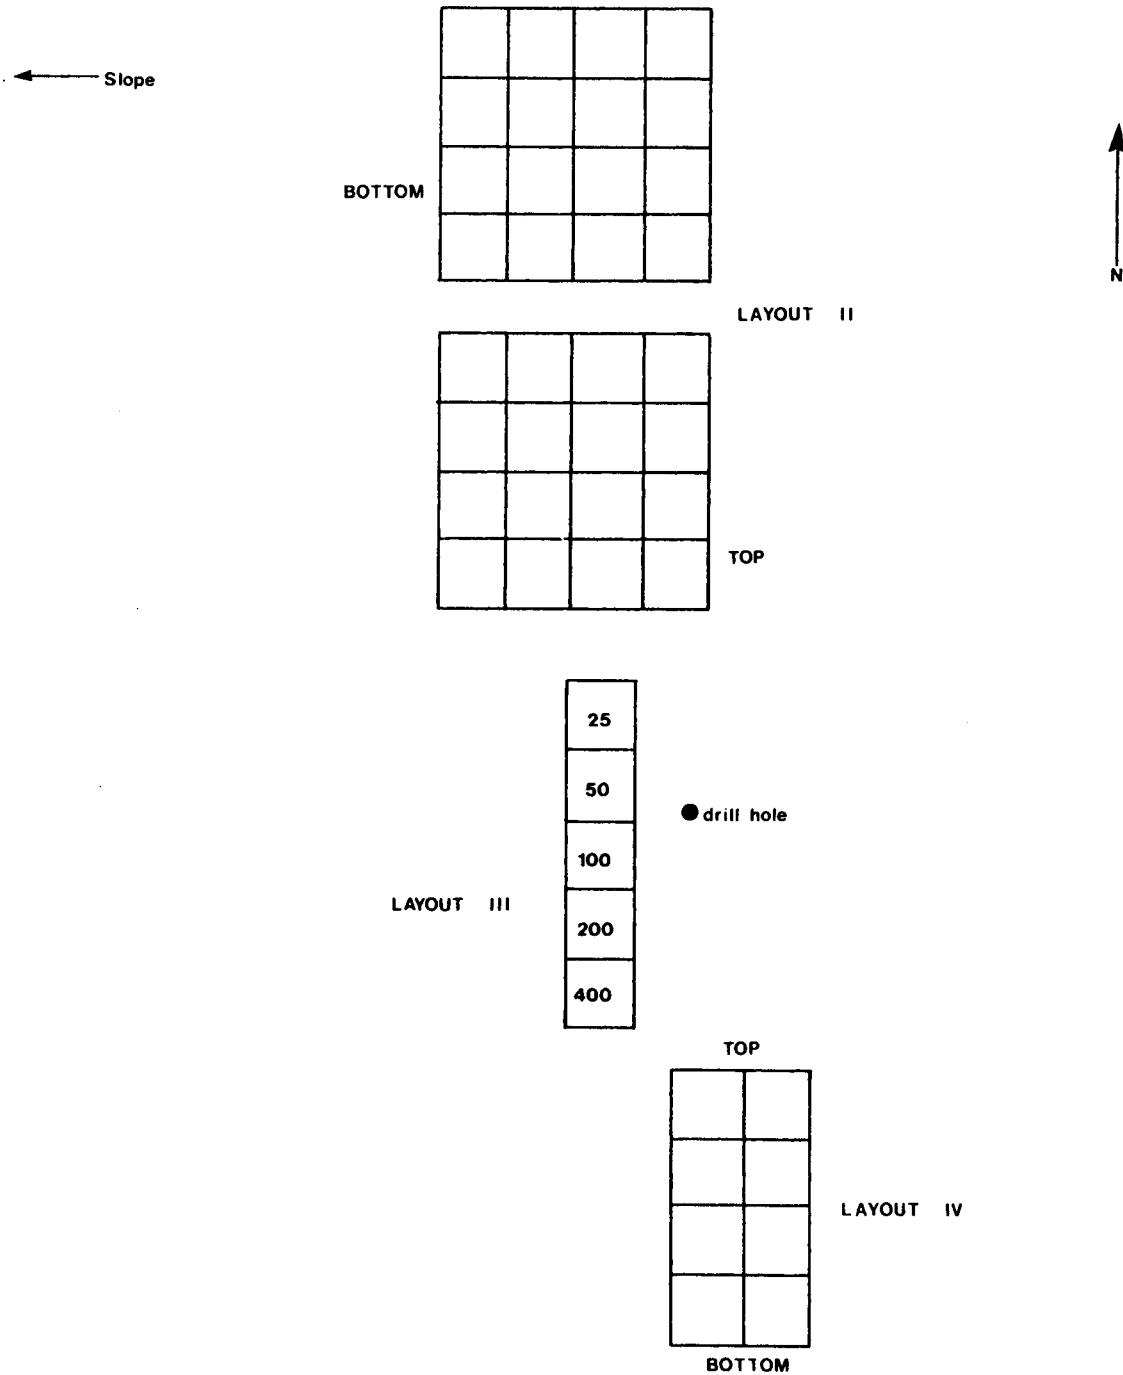 Slope
BOTTOM
N
LAYOUT II
TOP
25
50
drill hole
100
LAYOUT III
200
400
TOP
LAYOUT IV
BOTTOM